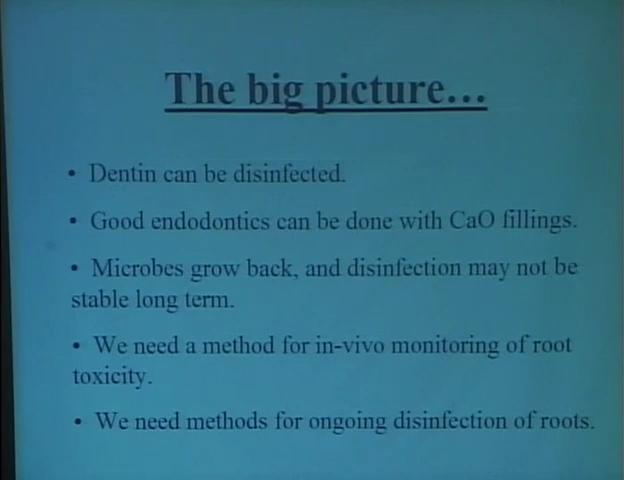 The big picture…
• Dentin can be disinfected.
• Good endodontics can be done with CaO fillings.
• Microbes grow back, and disinfection may not be
stable long term.
• We need a method for in-vivo monitoring of root
toxicity.
• We need methods for ongoing disinfection of roots.